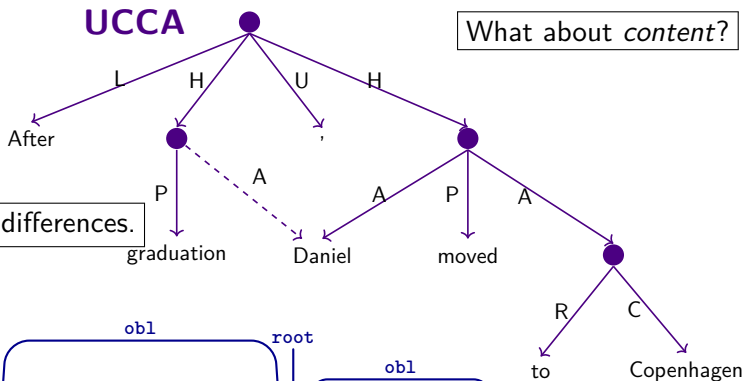 UCCA
What about content?
L H U H
After ,
P A A P A
differences.
graduation Daniel moved
R C
obl root obl
to Copenhagen